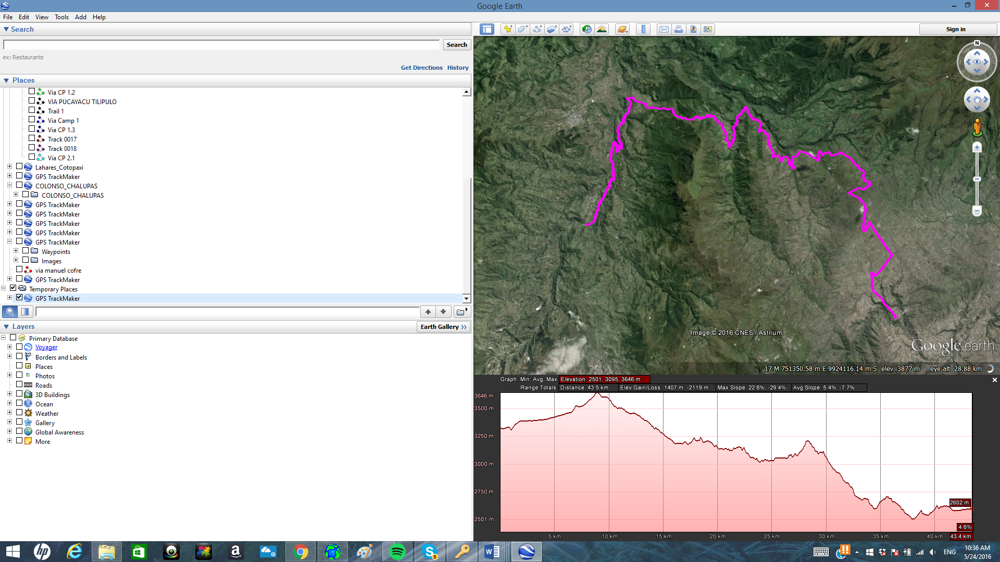 Google Earth
File Edit View Tools Add Help
Search
Search
ex: Restaurants
Get Directions History
Places
Via CP 1.2
VIA PUCAYACU TILIPULO
Trail 1
Via Camp 1
Via CP 1.3
Track 0017
Track 0018
Via CP 2.1
Lahares_Cotopaxi
GPS TrackMaker
COLONSO_CHALUPAS
COLONSO_CHALUPAS
GPS TrackMaker
GPS TrackMaker
GPS TrackMaker
GPS TrackMaker
GPS TrackMaker
Waypoints
Images
via manuel cofre
GPS TrackMaker
Temporary Places
GPS TrackMaker
Layers
Earth Gallery >>
Primary Database
Voyager
Borders and Labels
Places
Photos
Roads
3D Buildings
Ocean
Weather
Gallery
Global Awareness
More
Sign in
N
Image © 2016 CNES / Astrium
Google earth
17 M 751350.58 m E 9924116.14 m S elev 3877 m eye alt 28.88 km
Graph: Min, Avg, Max Elevation: 2501, 3095, 3646 m
Range Totals: Distance: 43.5 km Elev Gain/Loss: 1407 m, -2119 m Max Slope: 22.6%, -29.4% Avg Slope: 5.4%, -7.7%
3646 m
3500 m
3250 m
3000 m
2750 m
2501 m
2602 m
4.6%
5 km 10 km 15 km 20 km 25 km 30 km 35 km 40 km 43.4 km
hp
a
S 5
W
ENG
10:36 AM
5/24/2016